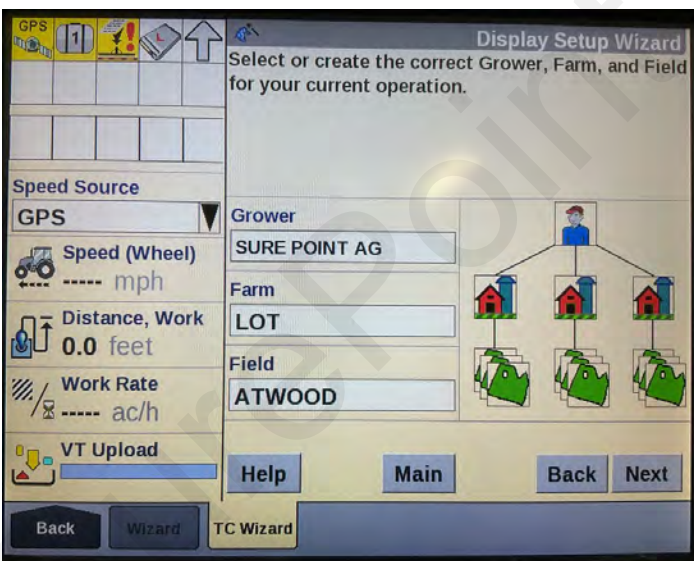 GPS
1
L
Display Setup Wizard
Select or create the correct Grower, Farm, and Field
for your current operation.
Speed Source
GPS
Speed (Wheel)
----- mph
Distance, Work
0.0 feet
Work Rate
----- ac/h
VT Upload
Grower
SURE POINT AG
Farm
LOT
Field
ATWOOD
Help
Main
Back
Next
Back
Wizard
TC Wizard